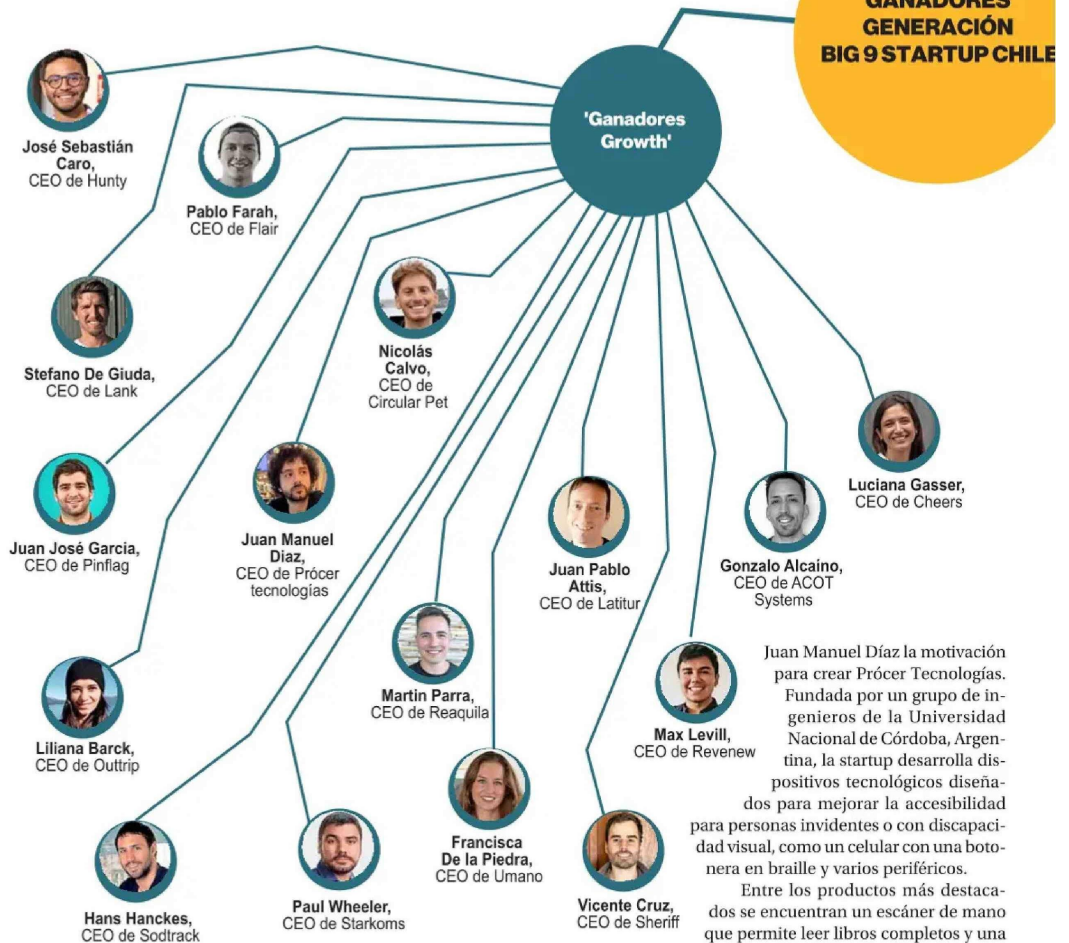 GANADORES
GENERACIÓN
BIG 9 STARTUP CHILE
'Ganadores
Growth'
José Sebastián
Caro,
CEO de Hunty
Pablo Farah,
CEO de Flair
Stefano De Giuda,
CEO de Lank
Nicolás
Calvo,
CEO de
Circular Pet
Luciana Gasser,
CEO de Cheers
Juan José Garcia,
CEO de Pinflag
Juan Manuel
Diaz,
CEO de Prócer
tecnologías
Juan Pablo
Attis,
CEO de Latitur
Gonzalo Alcaíno,
CEO de ACOT
Systems
Martin Parra,
CEO de Reaquila
Max Levill,
CEO de Revenew
Liliana Barck,
CEO de Outtrip
Francisca
De la Piedra,
CEO de Umano
Hans Hanckes,
CEO de Sodtrack
Paul Wheeler,
CEO de Starkoms
Vicente Cruz,
CEO de Sheriff
Juan Manuel Díaz la motivación
para crear Prócer Tecnologías.
Fundada por un grupo de in-
genieros de la Universidad
Nacional de Córdoba, Argen-
tina, la startup desarrolla dis-
positivos tecnológicos diseña-
dos para mejorar la accesibilidad
para personas invidentes o con discapaci-
dad visual, como un celular con una boto-
nera en braille y varios periféricos.
Entre los productos más destaca-
dos se encuentran un escáner de mano
que permite leer libros completos y una